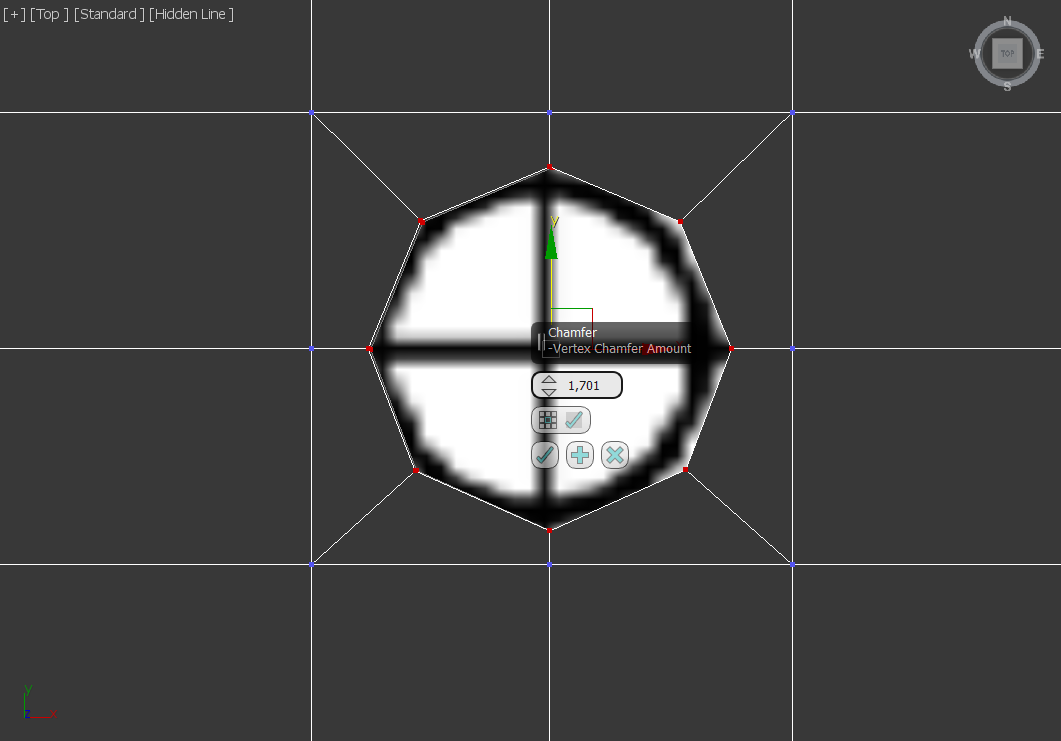 [+] [Top ] [Standard ] [Hidden Line ]
N
W TOP E
S
y
Chamfer
-Vertex Chamfer Amount
1,701
y
z x